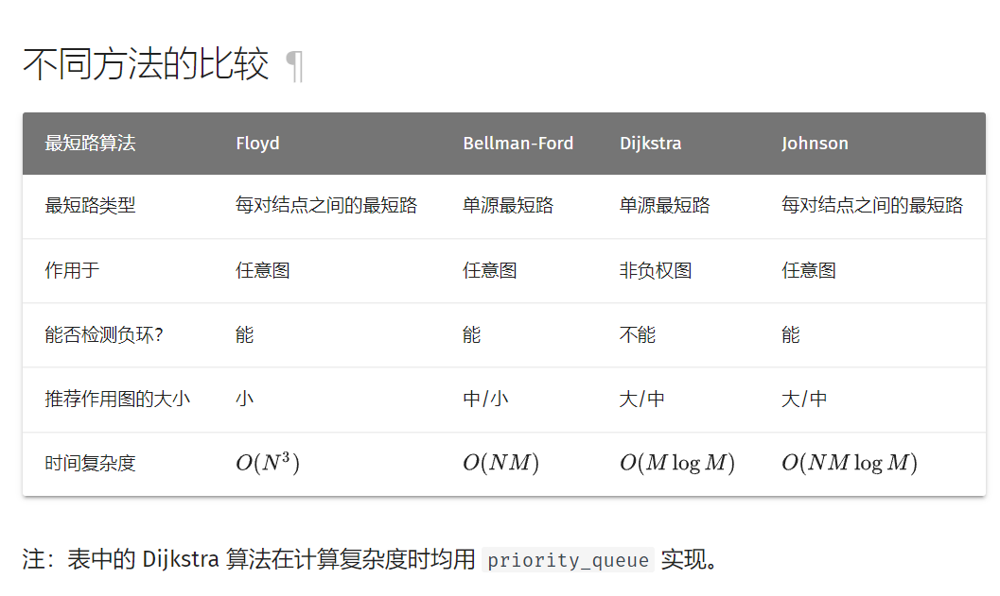 不同方法的比较 ¶
最短路算法 Floyd Bellman-Ford Dijkstra Johnson
最短路类型 每对结点之间的最短路 单源最短路 单源最短路 每对结点之间的最短路
作用于 任意图 任意图 非负权图 任意图
能否检测负环? 能 能 不能 能
推荐作用图的大小 小 中/小 大/中 大/中
时间复杂度 O(N³) O(NM) O(M log M) O(NM log M)
注：表中的 Dijkstra 算法在计算复杂度时均用 priority_queue 实现。